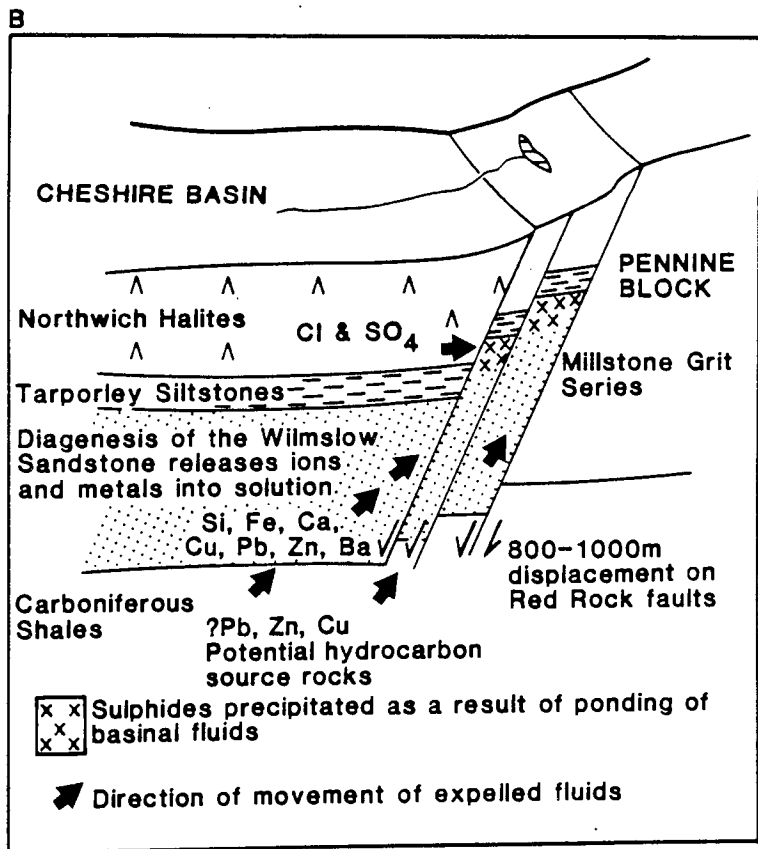 B
CHESHIRE BASIN
PENNINE
BLOCK
Northwich Halites
Cl & SO₄
Millstone Grit
Series
Tarporley Siltstones
Diagenesis of the Wilmslow
Sandstone releases ions
and metals into solution
Si, Fe, Ca,
Cu, Pb, Zn, Ba
800-1000m
displacement on
Red Rock faults
Carboniferous
Shales
?Pb, Zn, Cu
Potential hydrocarbon
source rocks
Sulphides precipitated as a result of ponding of
basinal fluids
Direction of movement of expelled fluids